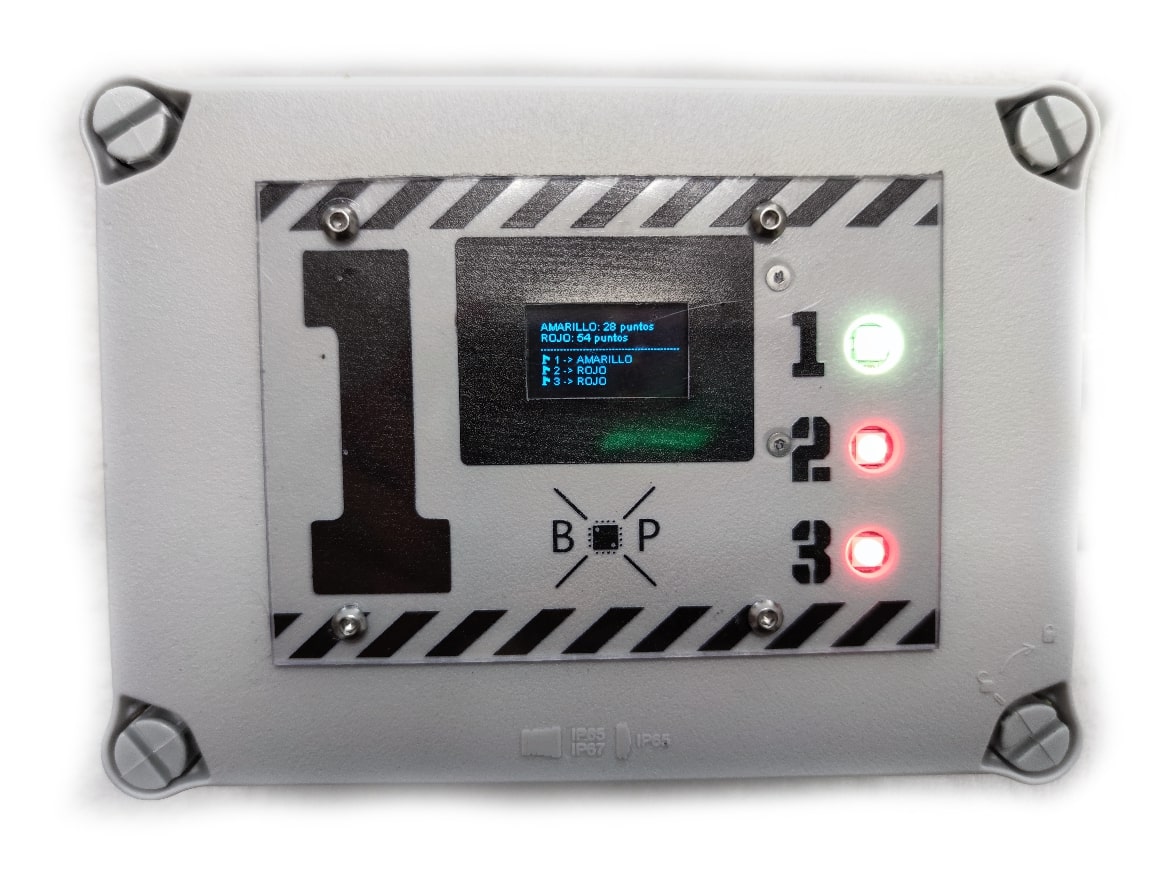 1
AMARILLO: 28 puntos
ROJO: 54 puntos
1 -> AMARILLO
2 -> ROJO
3 -> ROJO
1
2
3
B P
IP65
IP67
IP65